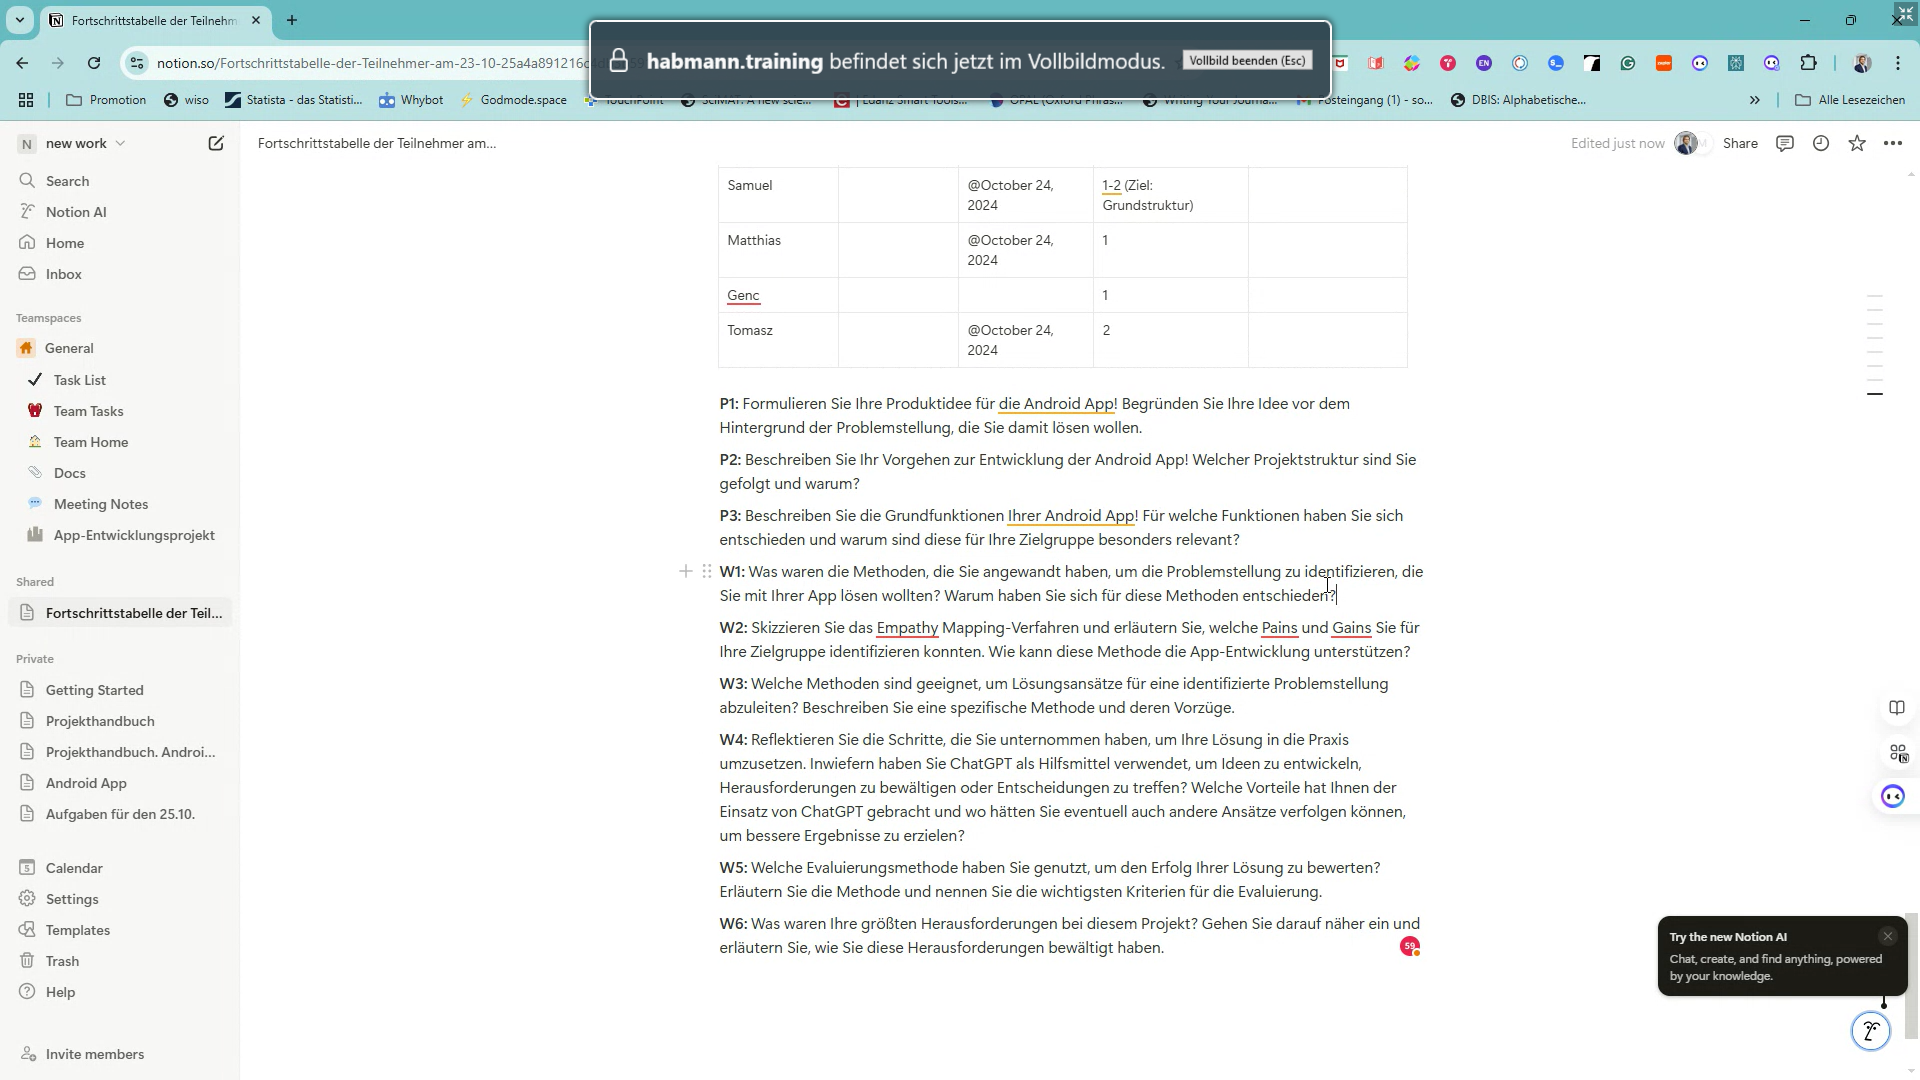 Fortschrittstabelle der Teilnehm
habmann.training befindet sich jetzt im Vollbildmodus. Vollbild beenden (Esc)
notion.so/Fortschrittstabelle-der-Teilnehmer-am-23-10-25a4a891216
Promotion
wiso
Statista - das Statisti...
Whybot
Godmode.space
TouchPoint
SciMAT: A new scie...
Writing Your Journa...
Posteingang (1) - so...
DBIS: Alphabetische...
Alle Lesezeichen
N new work
Fortschrittstabelle der Teilnehmer am...
Edited just now
Share
Search
Notion AI
Home
Inbox
Teamspaces
General
Task List
Team Tasks
Team Home
Docs
Meeting Notes
App-Entwicklungsprojekt
Shared
Fortschrittstabelle der Teil...
Private
Getting Started
Projekthandbuch
Projekthandbuch. Androi...
Android App
Aufgaben für den 25.10.
Calendar
Settings
Templates
Trash
Help
Invite members
Samuel @October 24, 1-2 (Ziel:
2024 Grundstruktur)
Matthias @October 24, 1
2024
Genc 1
Tomasz @October 24, 2
2024
P1: Formulieren Sie Ihre Produktidee für die Android App! Begründen Sie Ihre Idee vor dem
Hintergrund der Problemstellung, die Sie damit lösen wollen.
P2: Beschreiben Sie Ihr Vorgehen zur Entwicklung der Android App! Welcher Projektstruktur sind Sie
gefolgt und warum?
P3: Beschreiben Sie die Grundfunktionen Ihrer Android App! Für welche Funktionen haben Sie sich
entschieden und warum sind diese für Ihre Zielgruppe besonders relevant?
W1: Was waren die Methoden, die Sie angewandt haben, um die Problemstellung zu identifizieren, die
Sie mit Ihrer App lösen wollten? Warum haben Sie sich für diese Methoden entschieden?
W2: Skizzieren Sie das Empathy Mapping-Verfahren und erläutern Sie, welche Pains und Gains Sie für
Ihre Zielgruppe identifizieren konnten. Wie kann diese Methode die App-Entwicklung unterstützen?
W3: Welche Methoden sind geeignet, um Lösungsansätze für eine identifizierte Problemstellung
abzuleiten? Beschreiben Sie eine spezifische Methode und deren Vorzüge.
W4: Reflektieren Sie die Schritte, die Sie unternommen haben, um Ihre Lösung in die Praxis
umzusetzen. Inwiefern haben Sie ChatGPT als Hilfsmittel verwendet, um Ideen zu entwickeln,
Herausforderungen zu bewältigen oder Entscheidungen zu treffen? Welche Vorteile hat Ihnen der
Einsatz von ChatGPT gebracht und wo hätten Sie eventuell auch andere Ansätze verfolgen können,
um bessere Ergebnisse zu erzielen?
W5: Welche Evaluierungsmethode haben Sie genutzt, um den Erfolg Ihrer Lösung zu bewerten?
Erläutern Sie die Methode und nennen Sie die wichtigsten Kriterien für die Evaluierung.
W6: Was waren Ihre größten Herausforderungen bei diesem Projekt? Gehen Sie darauf näher ein und
erläutern Sie, wie Sie diese Herausforderungen bewältigt haben.
59
Try the new Notion AI
Chat, create, and find anything, powered
by your knowledge.